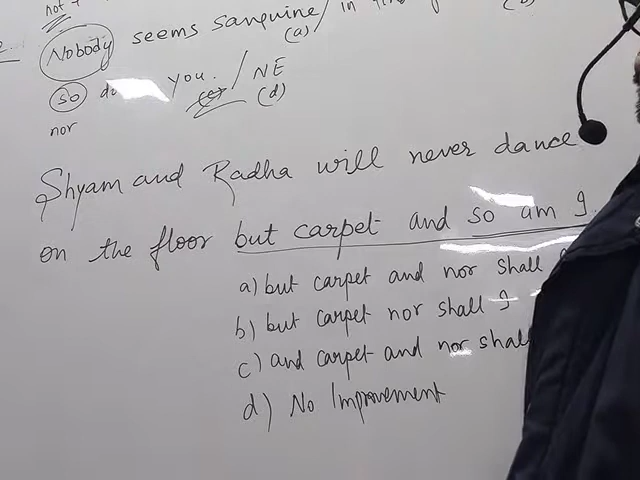 not
Nobody seems sanguine / in
(a) (b)
so you. / NE
(c) (d)
nor
Shyam and Radha will never dance
on the floor but carpet and so am I.
a) but carpet and nor shall
b) but carpet nor shall I
c) and carpet and nor shall
d) No Improvement